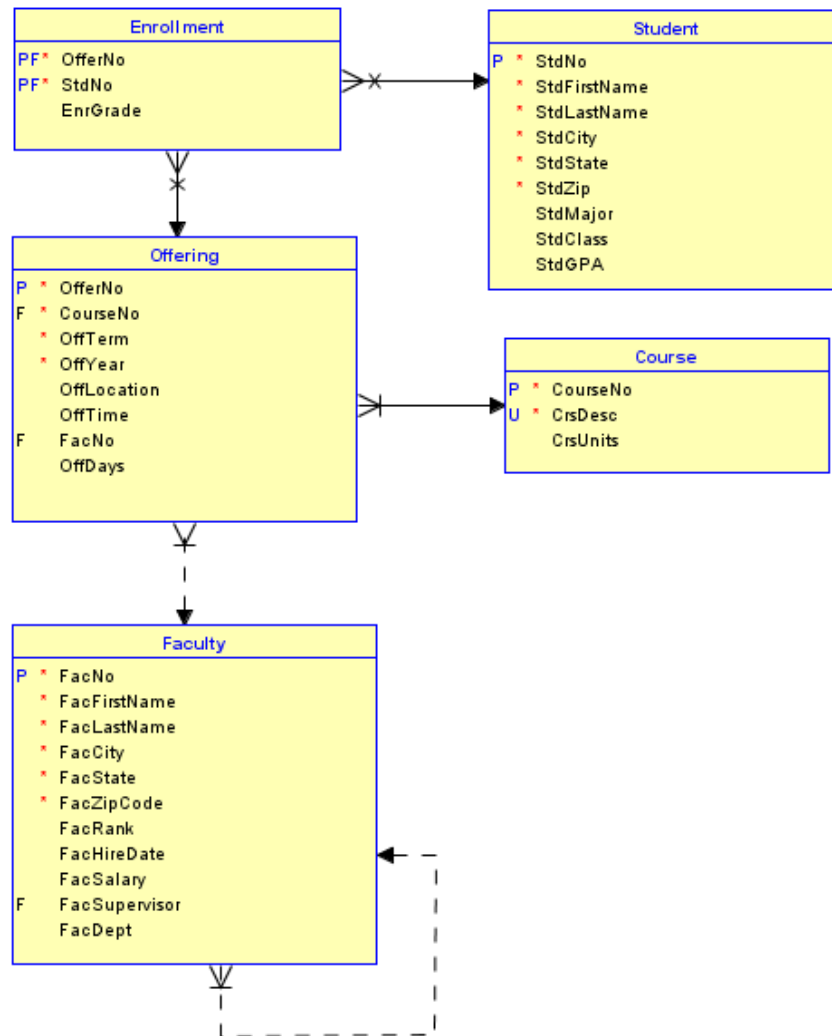 Enrollment
PF* OfferNo
PF* StdNo
EnrGrade
Student
P * StdNo
* StdFirstName
* StdLastName
* StdCity
* StdState
* StdZip
StdMajor
StdClass
StdGPA
Offering
P * OfferNo
F * CourseNo
* OffTerm
* OffYear
OffLocation
OffTime
F FacNo
OffDays
Course
P * CourseNo
U * CrsDesc
CrsUnits
Faculty
P * FacNo
* FacFirstName
* FacLastName
* FacCity
* FacState
* FacZipCode
FacRank
FacHireDate
FacSalary
F FacSupervisor
FacDept